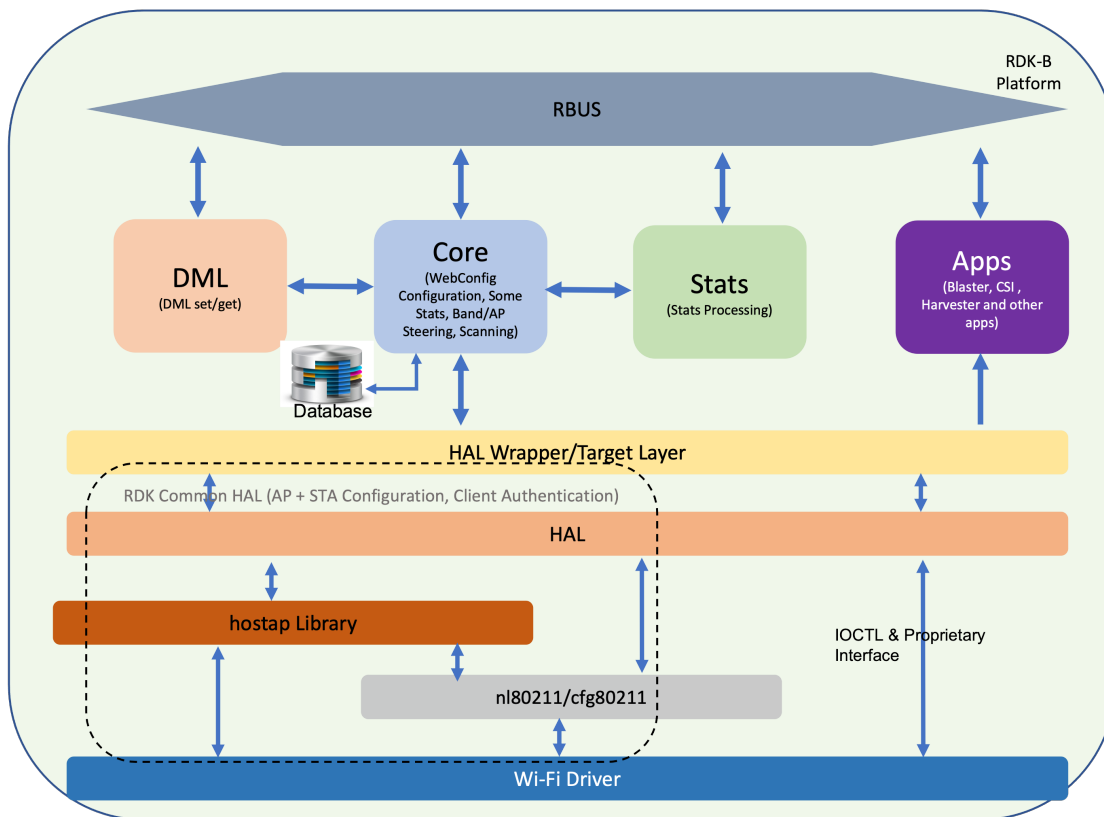 RDK-B
Platform
RBUS
DML
(DML set/get)
Core
(WebConfig
Configuration, Some
Stats, Band/AP
Steering, Scanning)
Stats
(Stats Processing)
Apps
(Blaster, CSI ,
Harvester and other
apps)
Database
HAL Wrapper/Target Layer
RDK Common HAL (AP + STA Configuration, Client Authentication)
HAL
hostap Library
IOCTL & Proprietary
Interface
nl80211/cfg80211
Wi-Fi Driver